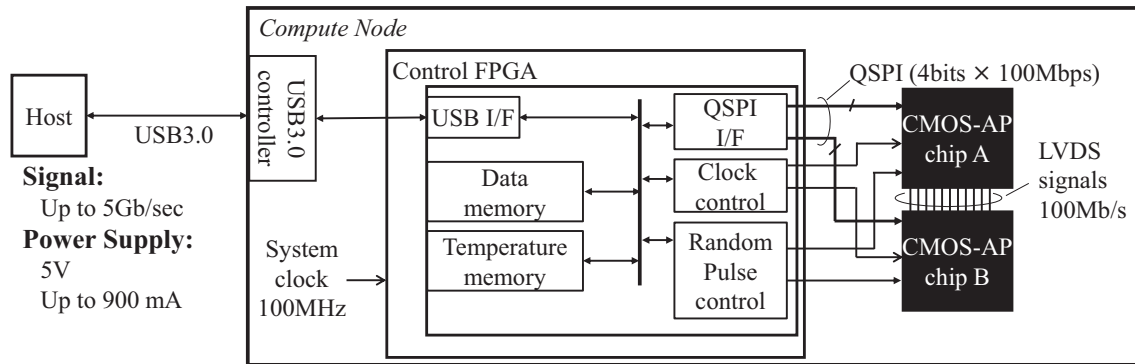 Compute Node
Host
USB3.0
Signal:
Up to 5Gb/sec
Power Supply:
5V
Up to 900 mA
USB3.0
controller
System
clock
100MHz
Control FPGA
USB I/F
Data
memory
Temperature
memory
QSPI
I/F
Clock
control
Random
Pulse
control
QSPI (4bits × 100Mbps)
CMOS-AP
chip A
LVDS
signals
100Mb/s
CMOS-AP
chip B